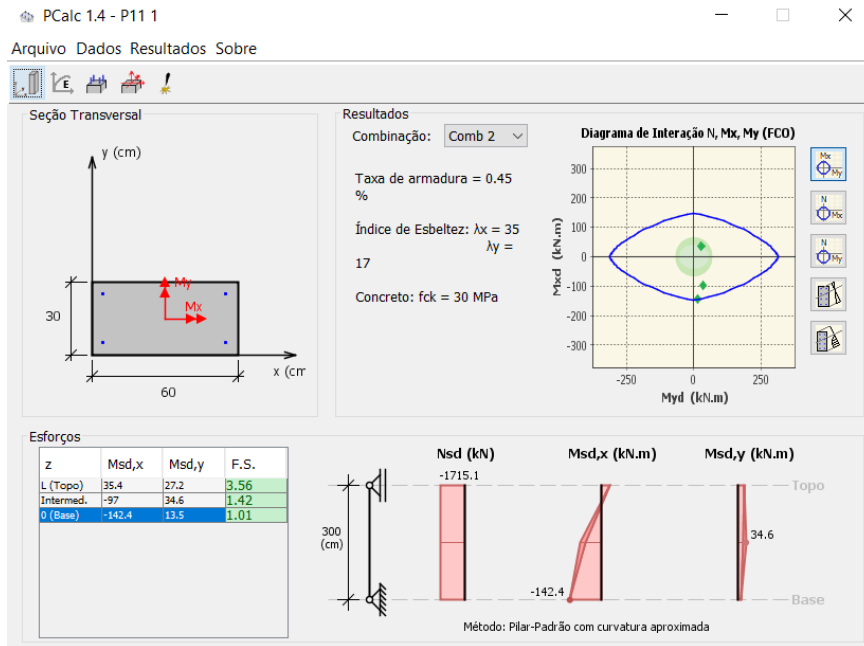 PCalc 1.4 - P11 1
Arquivo Dados Resultados Sobre
E
Seção Transversal
y (cm)
My
Mx
30
60
x (cm
Resultados
Combinação: Comb 2
Taxa de armadura = 0.45
%
Índice de Esbeltez: λx = 35
λy =
17
Concreto: fck = 30 MPa
Diagrama de Interação N, Mx, My (FCO)
Mxd (kN.m)
300
200
100
0
-100
-200
-300
-250 0 250
Myd (kN.m)
Mx
My
N
Mx
N
My
Esforços
z Msd,x Msd,y F.S.
L (Topo) 35.4 27.2 3.56
Intermed. -97 34.6 1.42
0 (Base) -142.4 13.5 1.01
300
(cm)
Nsd (kN) Msd,x (kN.m) Msd,y (kN.m)
-1715.1
Topo
34.6
-142.4
Base
Método: Pilar-Padrão com curvatura aproximada